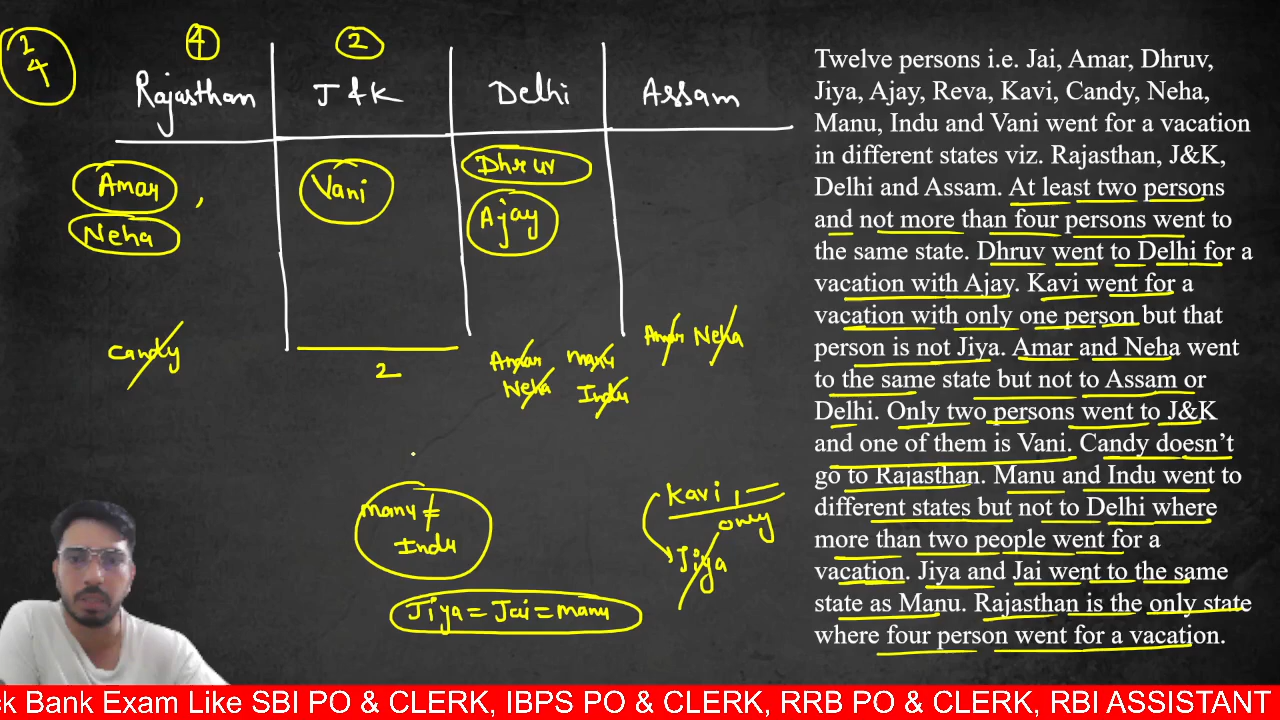 2
4
4
2
Rajasthan J & K Delhi Assam
Amar ,
Neha
Vani
Dhruv
Ajay
Candy
2
Amar Manu
Neha Indu
Amar Neha
Manu ≠
Indu
Jiya = Jai = Manu
Kavi ,
only
Jiya
Twelve persons i.e. Jai, Amar, Dhruv,
Jiya, Ajay, Reva, Kavi, Candy, Neha,
Manu, Indu and Vani went for a vacation
in different states viz. Rajasthan, J&K,
Delhi and Assam. At least two persons
and not more than four persons went to
the same state. Dhruv went to Delhi for a
vacation with Ajay. Kavi went for a
vacation with only one person but that
person is not Jiya. Amar and Neha went
to the same state but not to Assam or
Delhi. Only two persons went to J&K
and one of them is Vani. Candy doesn’t
go to Rajasthan. Manu and Indu went to
different states but not to Delhi where
more than two people went for a
vacation. Jiya and Jai went to the same
state as Manu. Rajasthan is the only state
where four person went for a vacation.
ck Bank Exam Like SBI PO & CLERK, IBPS PO & CLERK, RRB PO & CLERK, RBI ASSISTANT